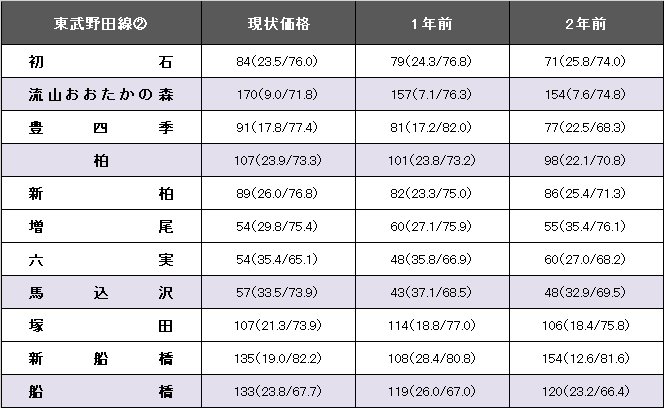 東武野田線② 現状価格 1年前 2年前
初石 84(23.5/76.0) 79(24.3/76.8) 71(25.8/74.0)
流山おおたかの森 170(9.0/71.8) 157(7.1/76.3) 154(7.6/74.8)
豊四季 91(17.8/77.4) 81(17.2/82.0) 77(22.5/68.3)
柏 107(23.9/73.3) 101(23.8/73.2) 98(22.1/70.8)
新柏 89(26.0/76.8) 82(23.3/75.0) 86(25.4/71.3)
増尾 54(29.8/75.4) 60(27.1/75.9) 55(35.4/76.1)
六実 54(35.4/65.1) 48(35.8/66.9) 60(27.0/68.2)
馬込沢 57(33.5/73.9) 43(37.1/68.5) 48(32.9/69.5)
塚田 107(21.3/73.9) 114(18.8/77.0) 106(18.4/75.8)
新船橋 135(19.0/82.2) 108(28.4/80.8) 154(12.6/81.6)
船橋 133(23.8/67.7) 119(26.0/67.0) 120(23.2/66.4)